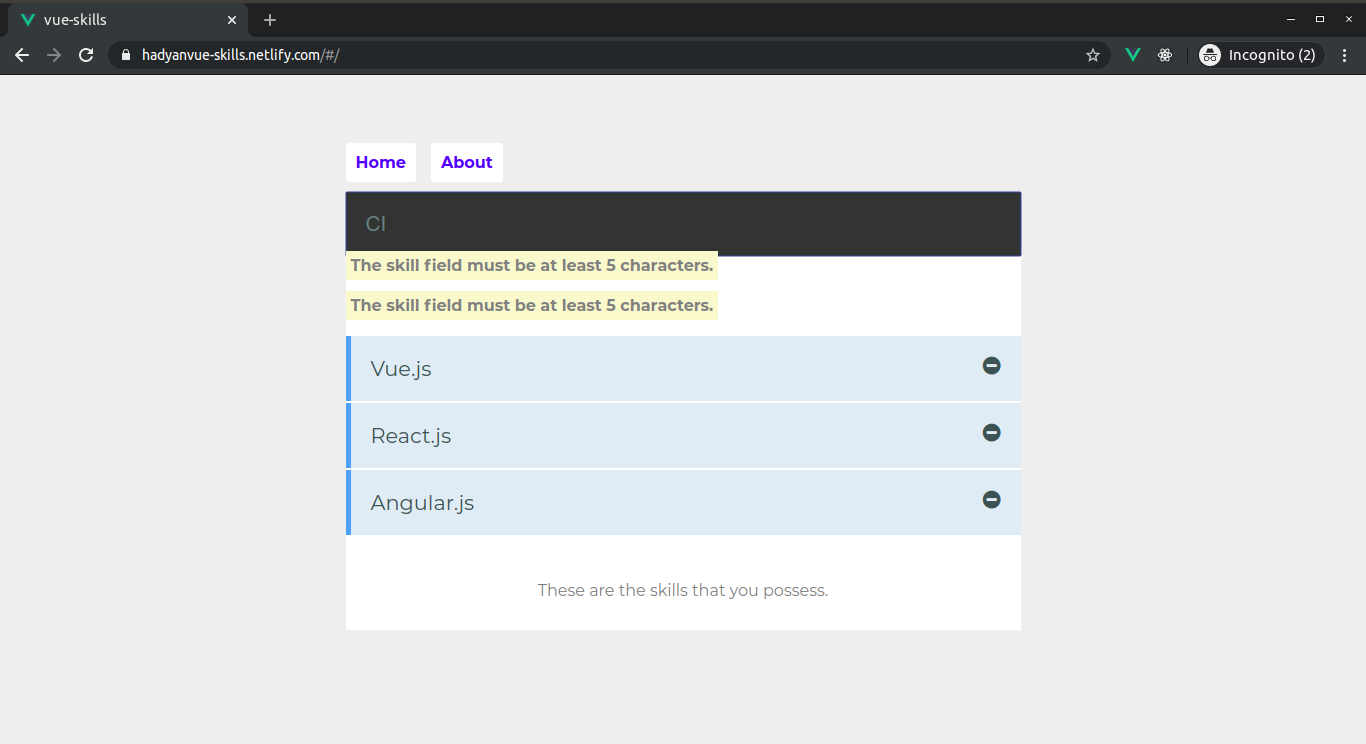 vue-skills
hadyanvue-skills.netlify.com/#/
Incognito (2)
Home About
CI
The skill field must be at least 5 characters.
The skill field must be at least 5 characters.
Vue.js
React.js
Angular.js
These are the skills that you possess.